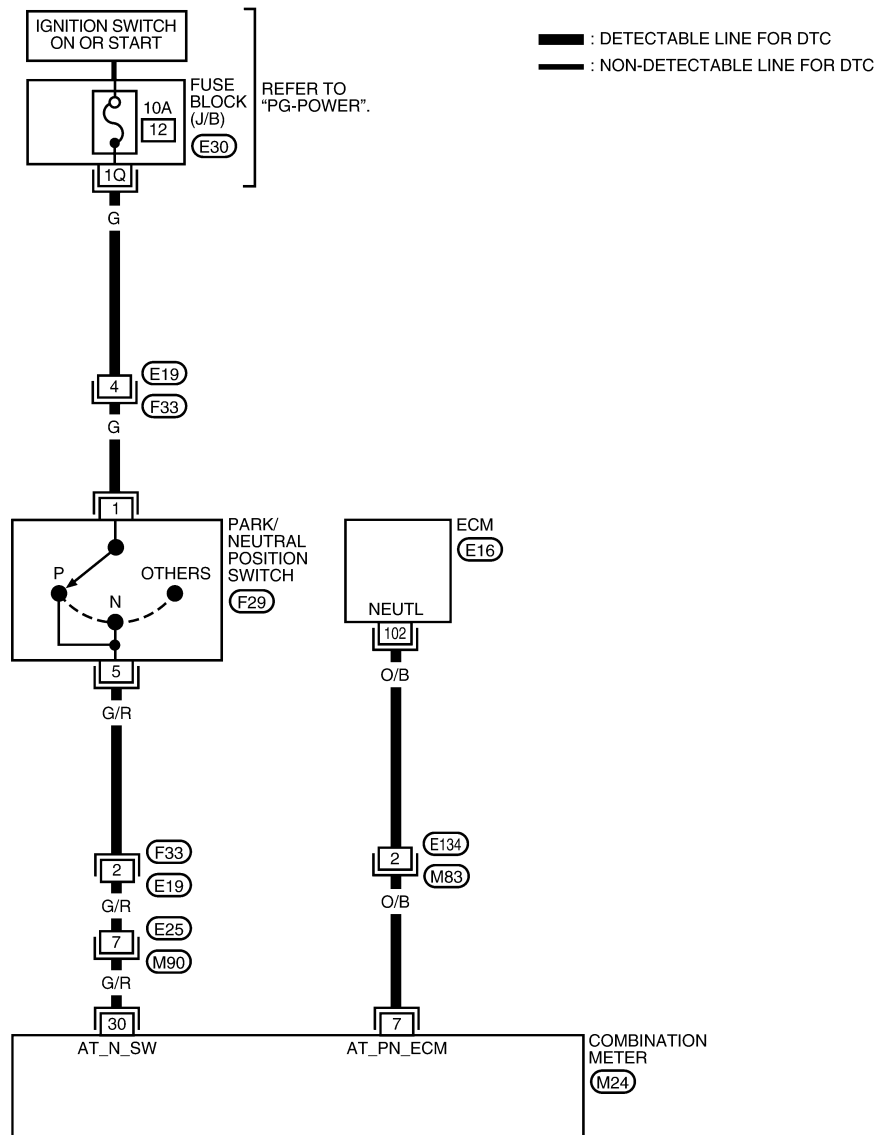 IGNITION SWITCH
ON OR START
FUSE
BLOCK
(J/B)
E30
10A
12
1Q
REFER TO
"PG-POWER".
: DETECTABLE LINE FOR DTC
: NON-DETECTABLE LINE FOR DTC
G
4
E19
F33
G
1
PARK/
NEUTRAL
POSITION
SWITCH
F29
P
N
OTHERS
5
G/R
F33
2
E19
G/R
E25
7
M90
G/R
30
AT_N_SW
ECM
E16
NEUTL
102
O/B
E134
2
M83
O/B
7
AT_PN_ECM
COMBINATION
METER
M24